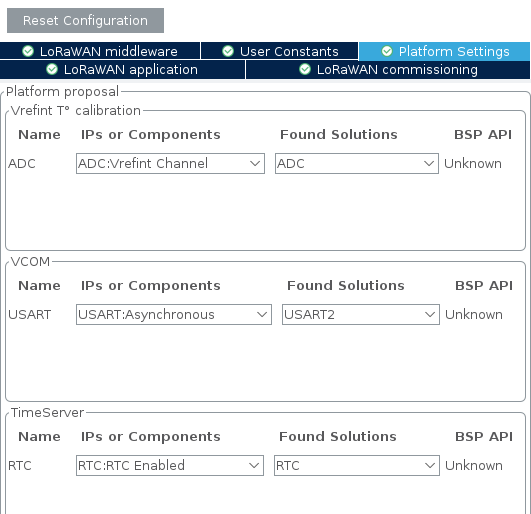 Reset Configuration
LoRaWAN middleware User Constants Platform Settings
LoRaWAN application LoRaWAN commissioning
Platform proposal
Vrefint T° calibration
Name IPs or Components Found Solutions BSP API
ADC ADC:Vrefint Channel ADC Unknown
VCOM
Name IPs or Components Found Solutions BSP API
USART USART:Asynchronous USART2 Unknown
TimeServer
Name IPs or Components Found Solutions BSP API
RTC RTC:RTC Enabled RTC Unknown